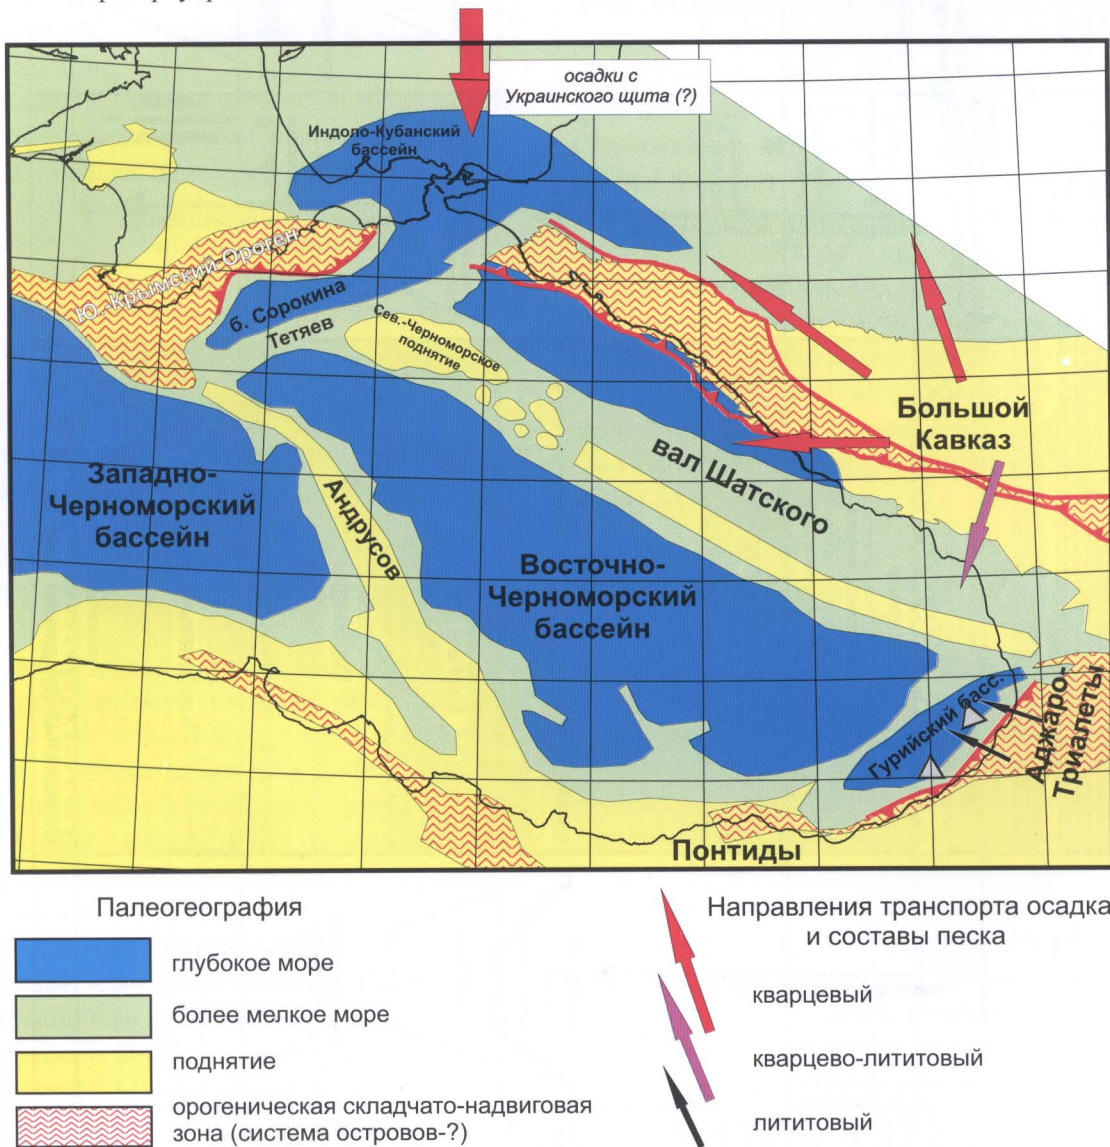 осадки с
Украинского щита (?)
Индоло-Кубанский
бассейн
Ю.-Крымский Ороген
б. Сорокина
Тетяев
Сев.-Черноморское
поднятие
Большой
Кавказ
вал Шатского
Западно-
Черноморский
бассейн
Андрусов
Восточно-
Черноморский
бассейн
Гурийский басс.
Аджаро-
Триалеты
Понтиды
Палеогеография
глубокое море
более мелкое море
поднятие
орогеническая складчато-надвиговая
зона (система островов-?)
Направления транспорта осадка
и составы песка
кварцевый
кварцево-лититовый
лититовый